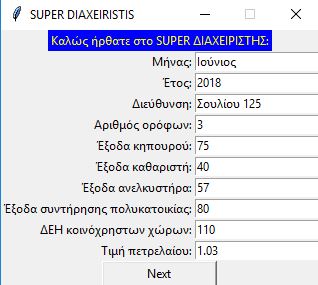 SUPER DIAXEIRISTIS
Καλώς ήρθατε στο SUPER ΔΙΑΧΕΙΡΙΣΤΗΣ:
Μήνας: Ιούνιος
Έτος: 2018
Διεύθυνση: Σουλίου 125
Αριθμός ορόφων: 3
Έξοδα κηπουρού: 75
Έξοδα καθαριστή: 40
Έξοδα ανελκυστήρα: 57
Έξοδα συντήρησης πολυκατοικίας: 80
ΔΕΗ κοινόχρηστων χώρων: 110
Τιμή πετρελαίου: 1.03
Next